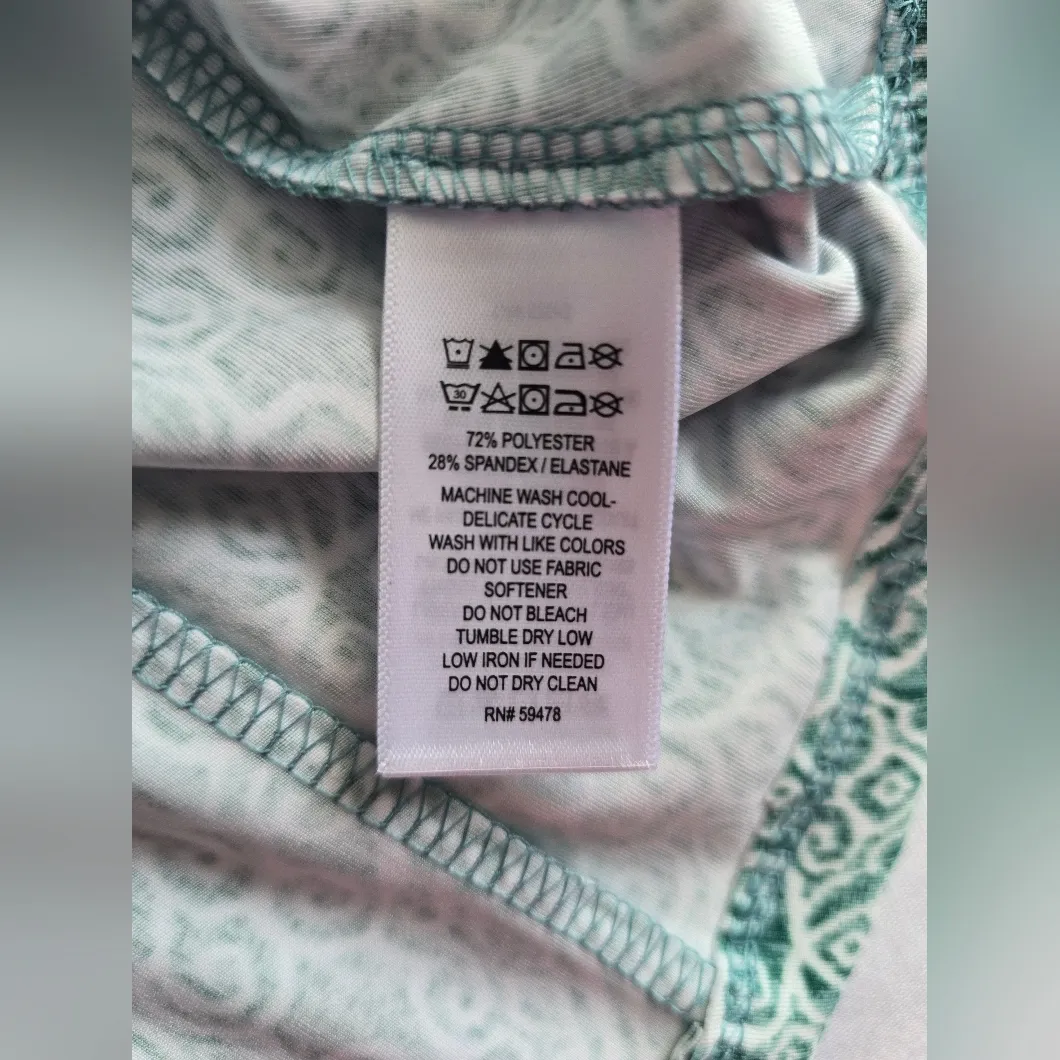 30
72% POLYESTER
28% SPANDEX / ELASTANE
MACHINE WASH COOL-
DELICATE CYCLE
WASH WITH LIKE COLORS
DO NOT USE FABRIC
SOFTENER
DO NOT BLEACH
TUMBLE DRY LOW
LOW IRON IF NEEDED
DO NOT DRY CLEAN
RN# 59478